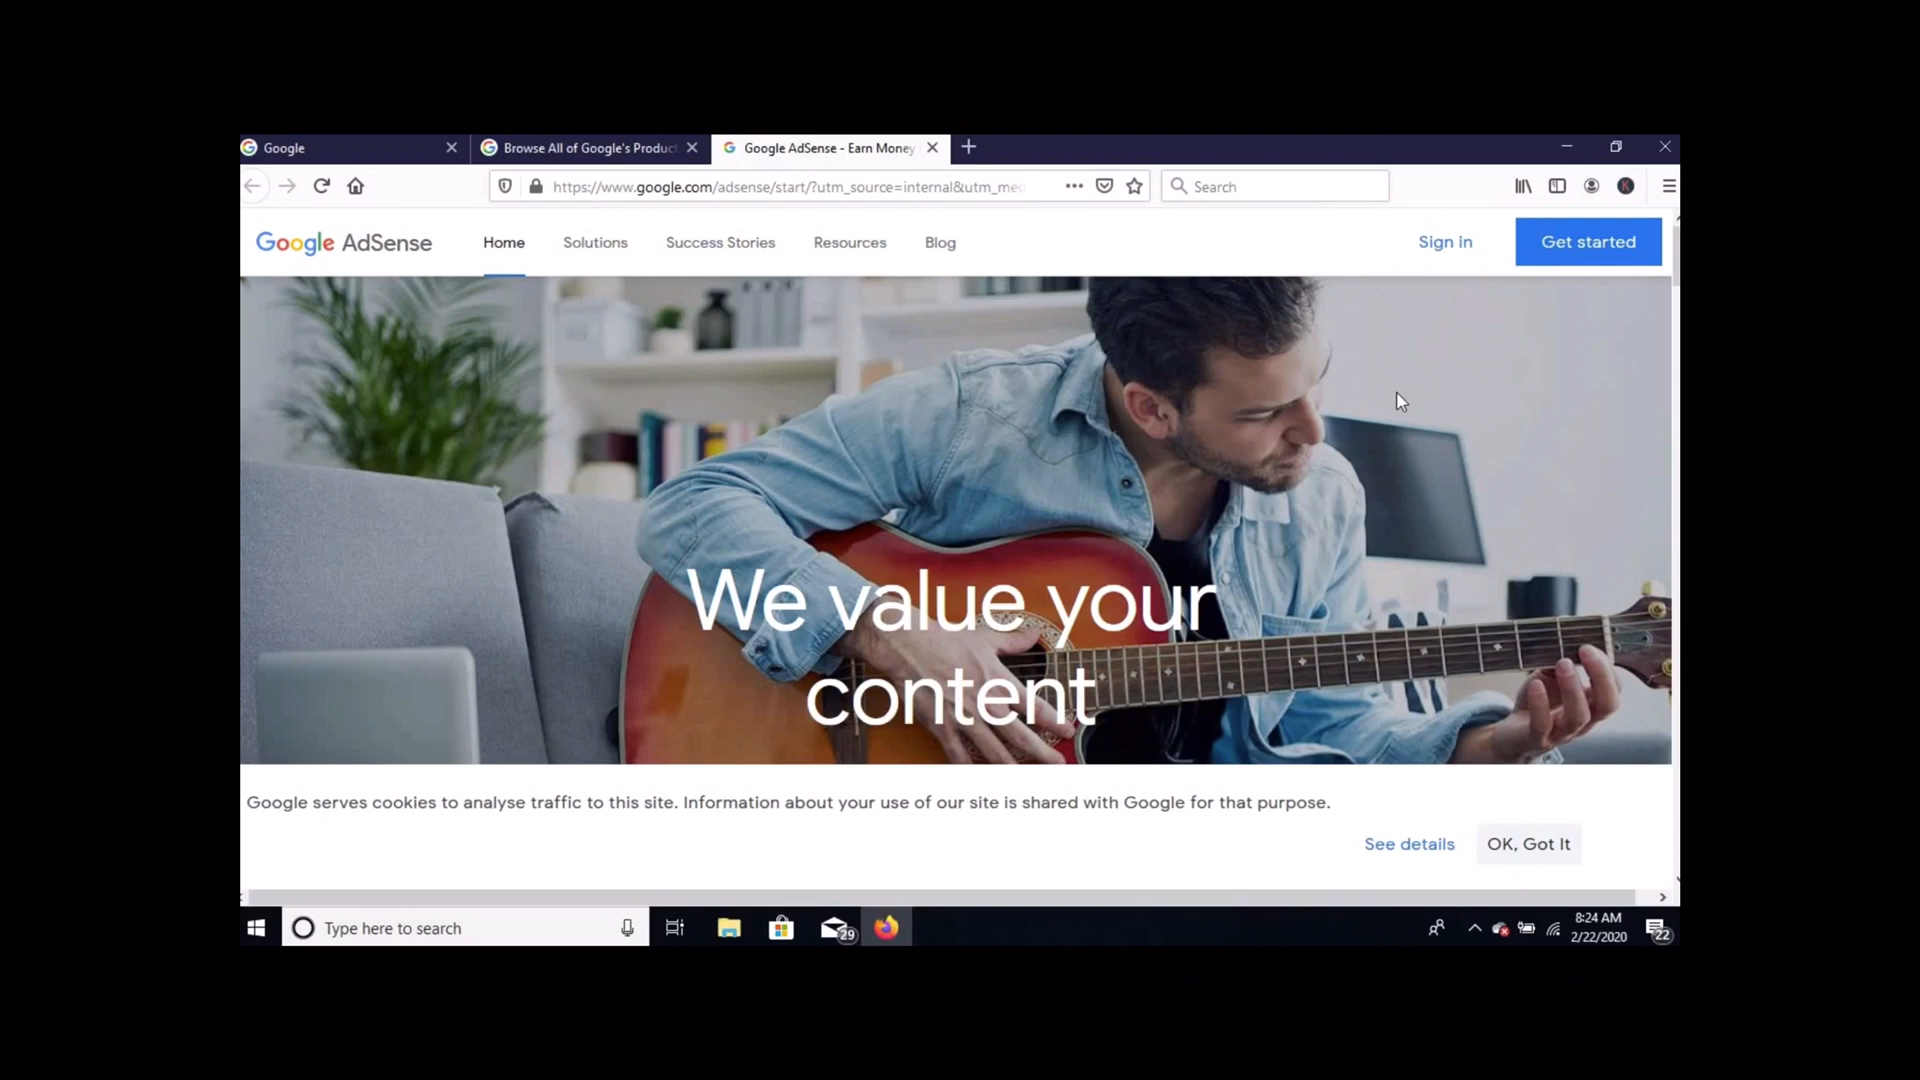 Google
Browse All of Google's Product
Google AdSense - Earn Money
https://www.google.com/adsense/start/?utm_source=internal&utm_med
Search
Google AdSense
Home
Solutions
Success Stories
Resources
Blog
Sign in
Get started
We value your
content
Google serves cookies to analyse traffic to this site. Information about your use of our site is shared with Google for that purpose.
See details
OK, Got It
Type here to search
29
8:24 AM
2/22/2020
22